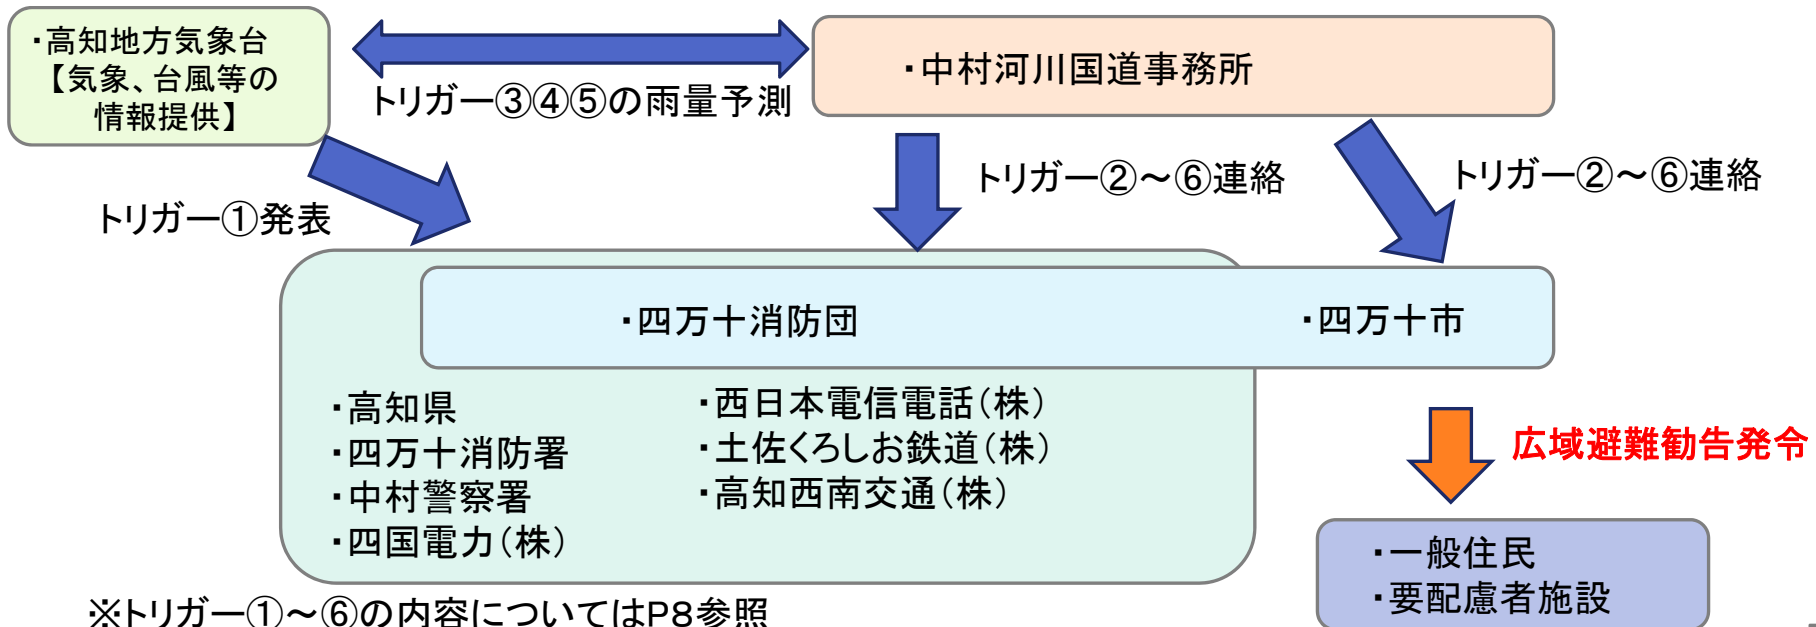 ・高知地方気象台
【気象、台風等の
情報提供】
・中村河川国道事務所
トリガー③④⑤の雨量予測
トリガー①発表
トリガー②～⑥連絡
トリガー②～⑥連絡
・四万十消防団
・四万十市
・高知県
・四万十消防署
・中村警察署
・四国電力（株）
・西日本電信電話（株）
・土佐くろしお鉄道（株）
・高知西南交通（株）
広域避難勧告発令
・一般住民
・要配慮者施設
※トリガー①～⑥の内容についてはP8参照